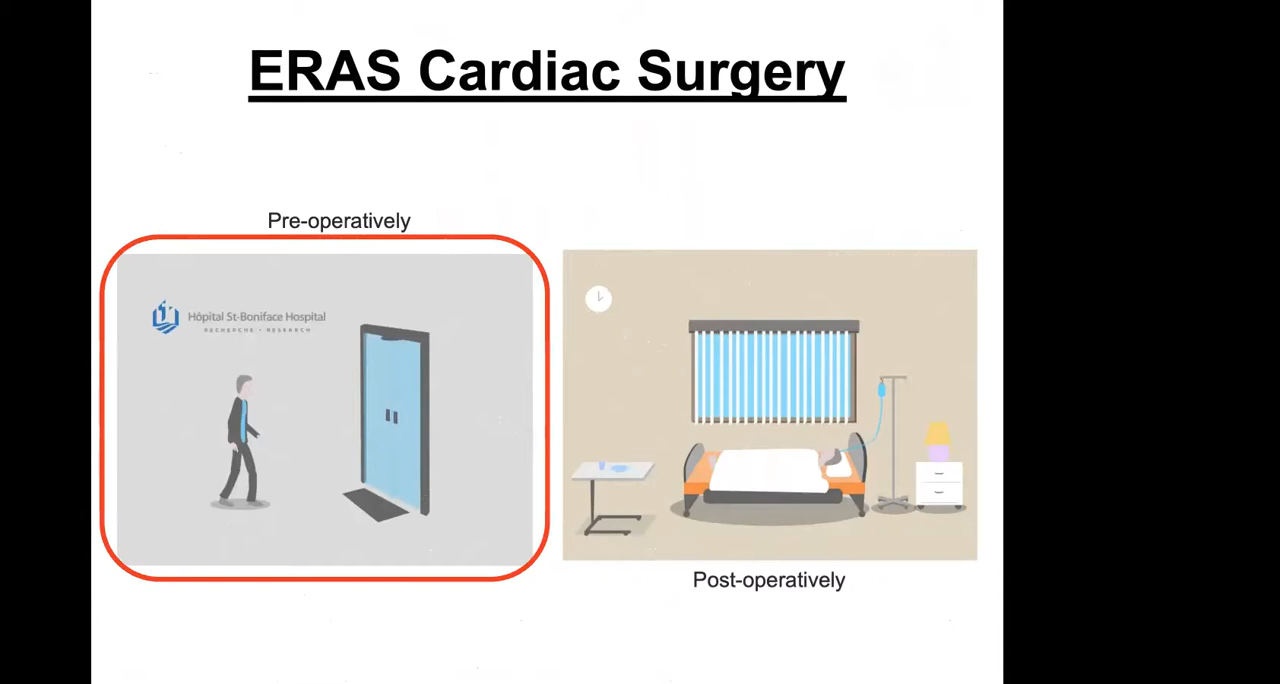 ERAS Cardiac Surgery
Pre-operatively
Hôpital St-Boniface Hospital
RECHERCHE • RESEARCH
Post-operatively